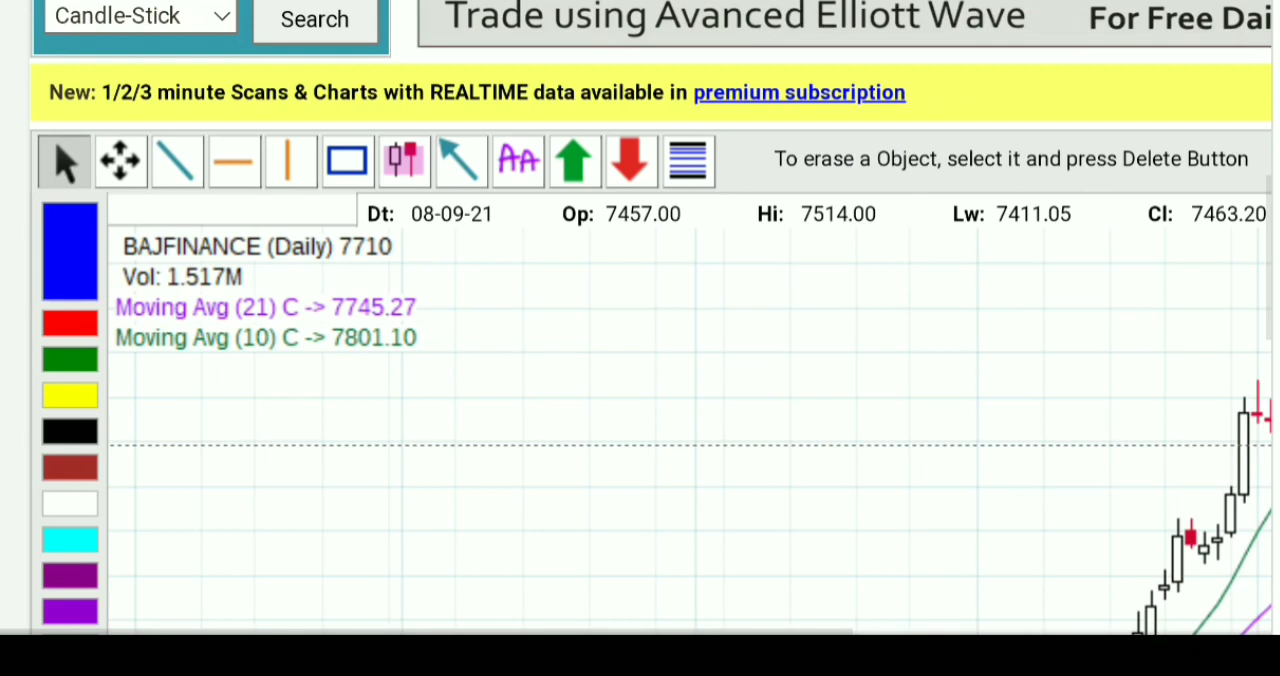 Candle-Stick
Search
Trade using Avanced Elliott Wave For Free Dai
New: 1/2/3 minute Scans & Charts with REALTIME data available in premium subscription
AA
To erase a Object, select it and press Delete Button
Dt: 08-09-21 Op: 7457.00 Hi: 7514.00 Lw: 7411.05 Cl: 7463.20
BAJFINANCE (Daily) 7710
Vol: 1.517M
Moving Avg (21) C -> 7745.27
Moving Avg (10) C -> 7801.10